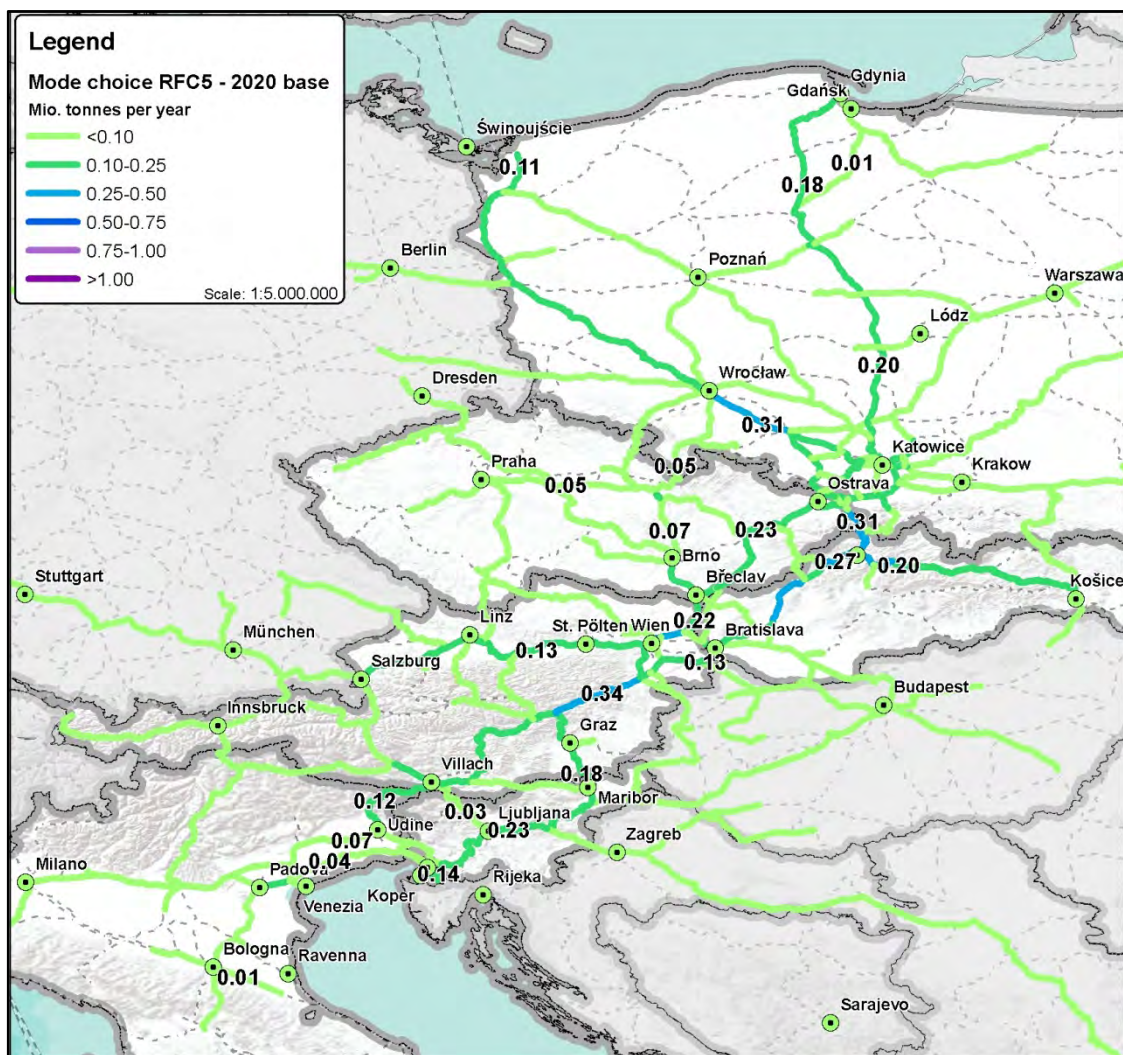 Legend
Mode choice RFC5 - 2020 base
Mio. tonnes per year
<0.10
0.10-0.25
0.25-0.50
0.50-0.75
0.75-1.00
>1.00
Scale: 1:5.000.000
Gdynia
Gdańsk
Świnoujście
0.11
0.01
0.18
Berlin
Poznań
Warszawa
Lódz
0.20
Dresden
Wrocław
0.31
Katowice
Praha
0.05
0.05
Krakow
Ostrava
0.31
0.23
0.07
Brno
0.27
0.20
Stuttgart
Břeclav
Košice
0.22
Linz
St. Pölten
Wien
Bratislava
München
0.13
0.13
Salzburg
0.34
Budapest
Innsbruck
Graz
Villach
0.18
Maribor
0.12
0.03
Ljubljana
Udine
0.23
0.07
Zagreb
0.04
Milano
Padova
0.14
Koper
Rijeka
Venezia
Bologna
Ravenna
0.01
Sarajevo